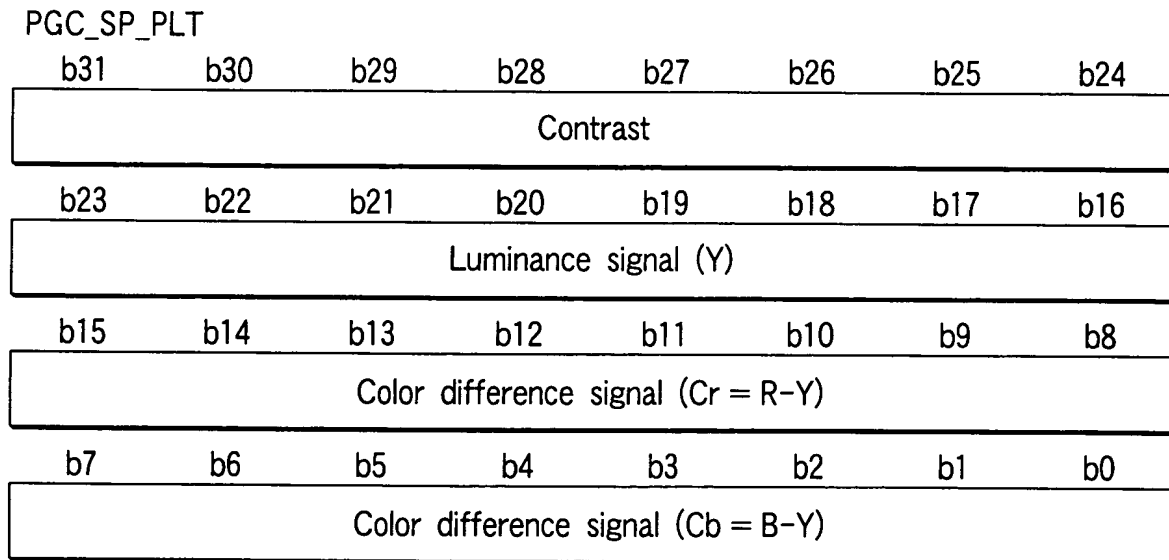 PGC_SP_PLT
b31 b30 b29 b28 b27 b26 b25 b24
Contrast
b23 b22 b21 b20 b19 b18 b17 b16
Luminance signal (Y)
b15 b14 b13 b12 b11 b10 b9 b8
Color difference signal (Cr = R-Y)
b7 b6 b5 b4 b3 b2 b1 b0
Color difference signal (Cb = B-Y)